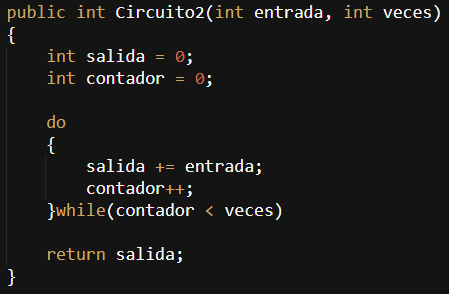 public int Circuito2(int entrada, int veces)
{
    int salida = 0;
    int contador = 0;

    do
    {
        salida += entrada;
        contador++;
    }while(contador < veces)

    return salida;
}